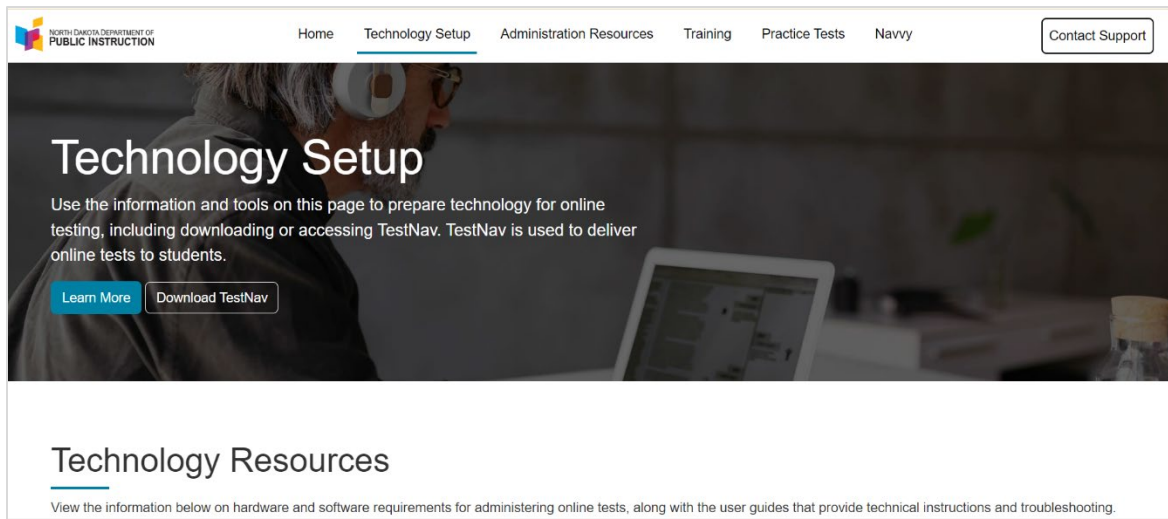 NORTH DAKOTA DEPARTMENT OF
PUBLIC INSTRUCTION
Home
Technology Setup
Administration Resources
Training
Practice Tests
Navvy
Contact Support
Technology Setup
Use the information and tools on this page to prepare technology for online
testing, including downloading or accessing TestNav. TestNav is used to deliver
online tests to students.
Learn More
Download TestNav
Technology Resources
View the information below on hardware and software requirements for administering online tests, along with the user guides that provide technical instructions and troubleshooting.